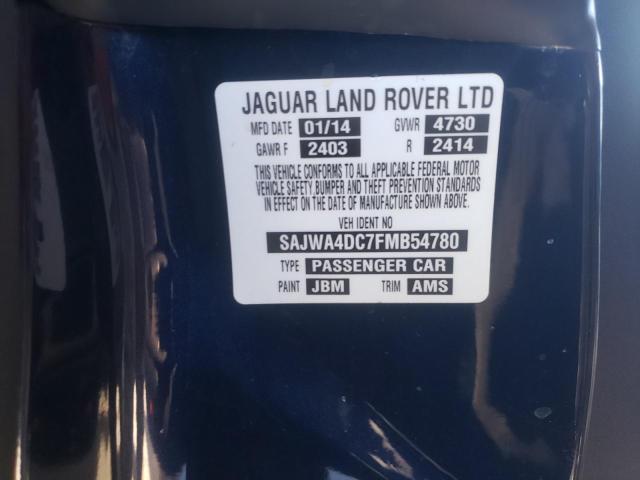 JAGUAR LAND ROVER LTD
MFD DATE 01/14 GVWR 4730
GAWR F 2403 R 2414
THIS VEHICLE CONFORMS TO ALL APPLICABLE FEDERAL MOTOR
VEHICLE SAFETY, BUMPER AND THEFT PREVENTION STANDARDS
IN EFFECT ON THE DATE OF MANUFACTURE SHOWN ABOVE.
VEH IDENT NO
SAJWA4DC7FMB54780
TYPE PASSENGER CAR
PAINT JBM TRIM AMS